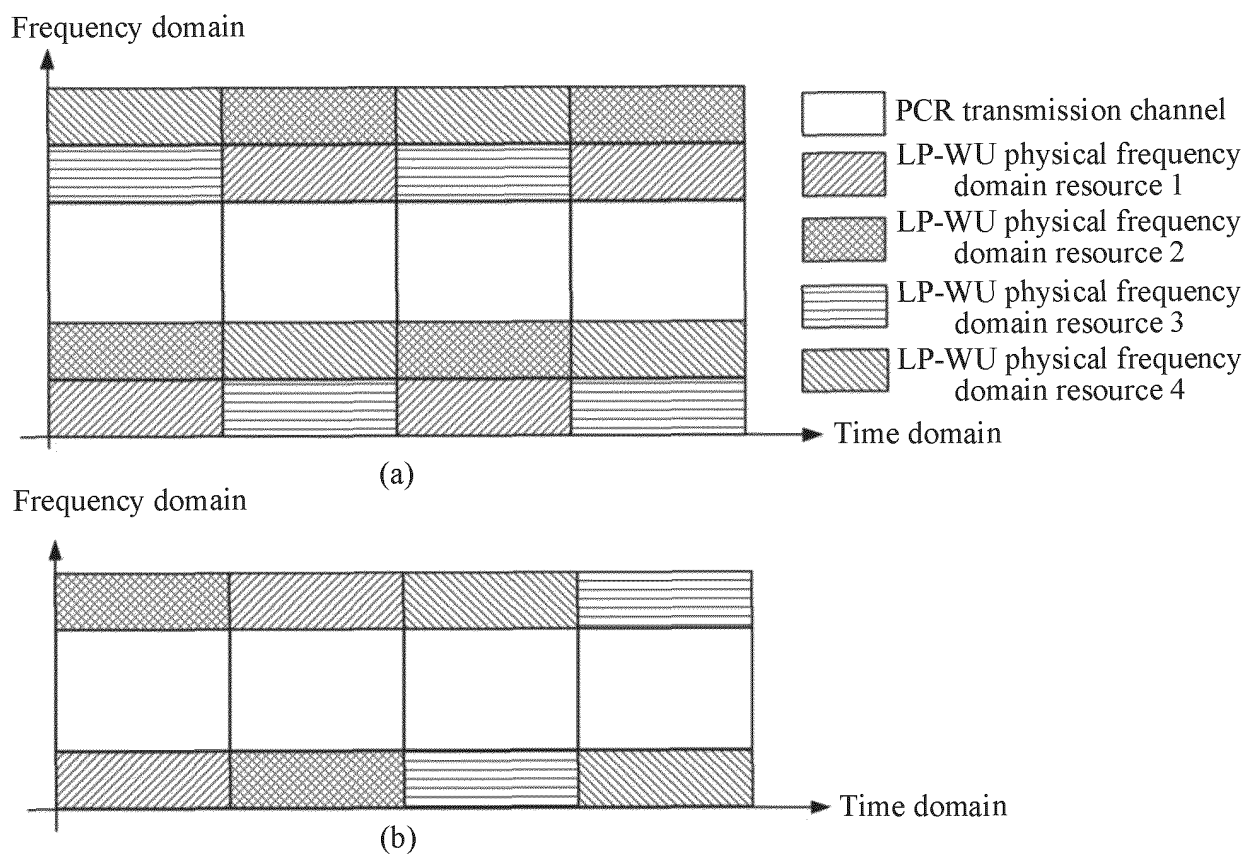 Frequency domain
PCR transmission channel
LP-WU physical frequency
domain resource 1
LP-WU physical frequency
domain resource 2
LP-WU physical frequency
domain resource 3
LP-WU physical frequency
domain resource 4
Time domain
(a)
Frequency domain
Time domain
(b)